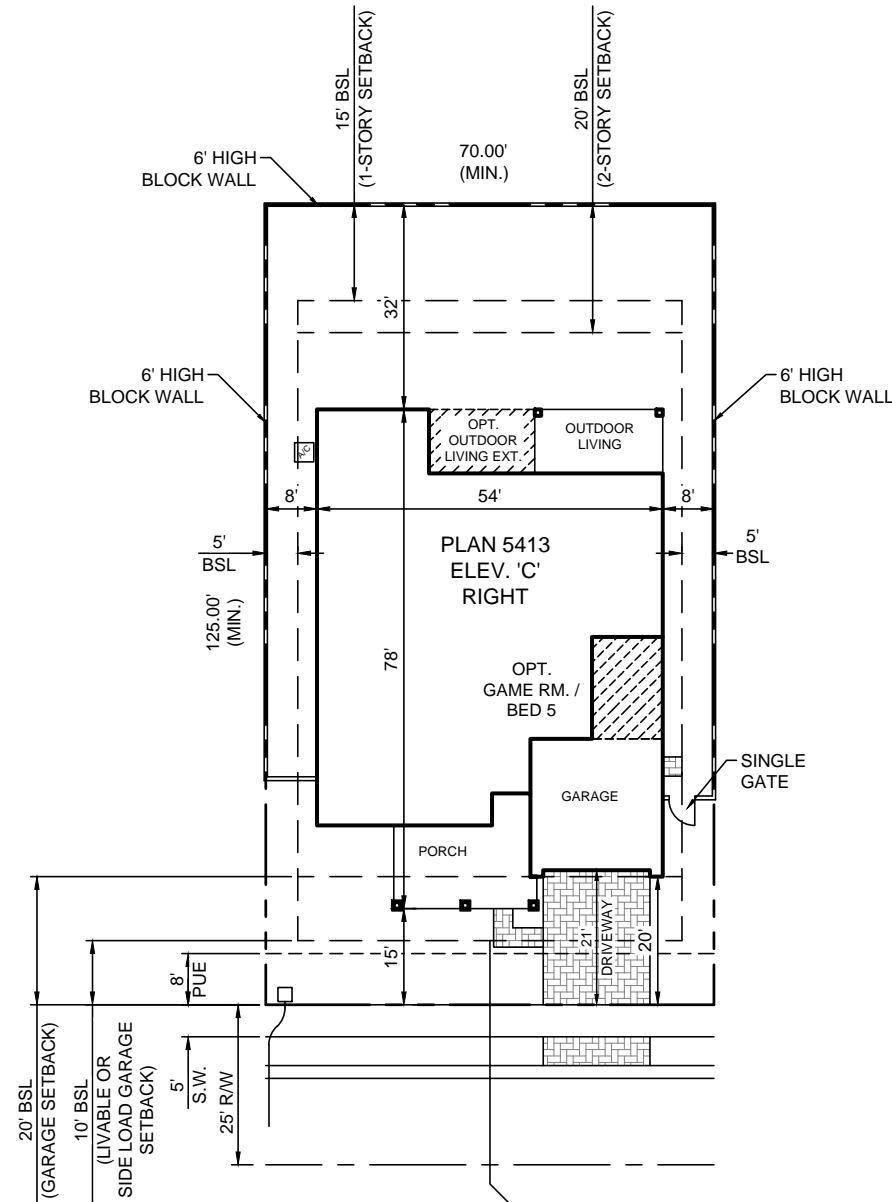 15' BSL
(1-STORY SETBACK)
20' BSL
(2-STORY SETBACK)
70.00'
(MIN.)
6' HIGH
BLOCK WALL
32'
6' HIGH
BLOCK WALL
6' HIGH
BLOCK WALL
OPT.
OUTDOOR
LIVING EXT.
OUTDOOR
LIVING
A/C
8'
54'
8'
5'
BSL
PLAN 5413
ELEV. 'C'
RIGHT
5'
BSL
125.00'
(MIN.)
78'
OPT.
GAME RM. /
BED 5
SINGLE
GATE
GARAGE
PORCH
15'
21'
DRIVEWAY
20'
8'
PUE
20' BSL
(GARAGE SETBACK)
10' BSL
(LIVABLE OR
SIDE LOAD GARAGE
SETBACK)
5'
S.W.
25' R/W